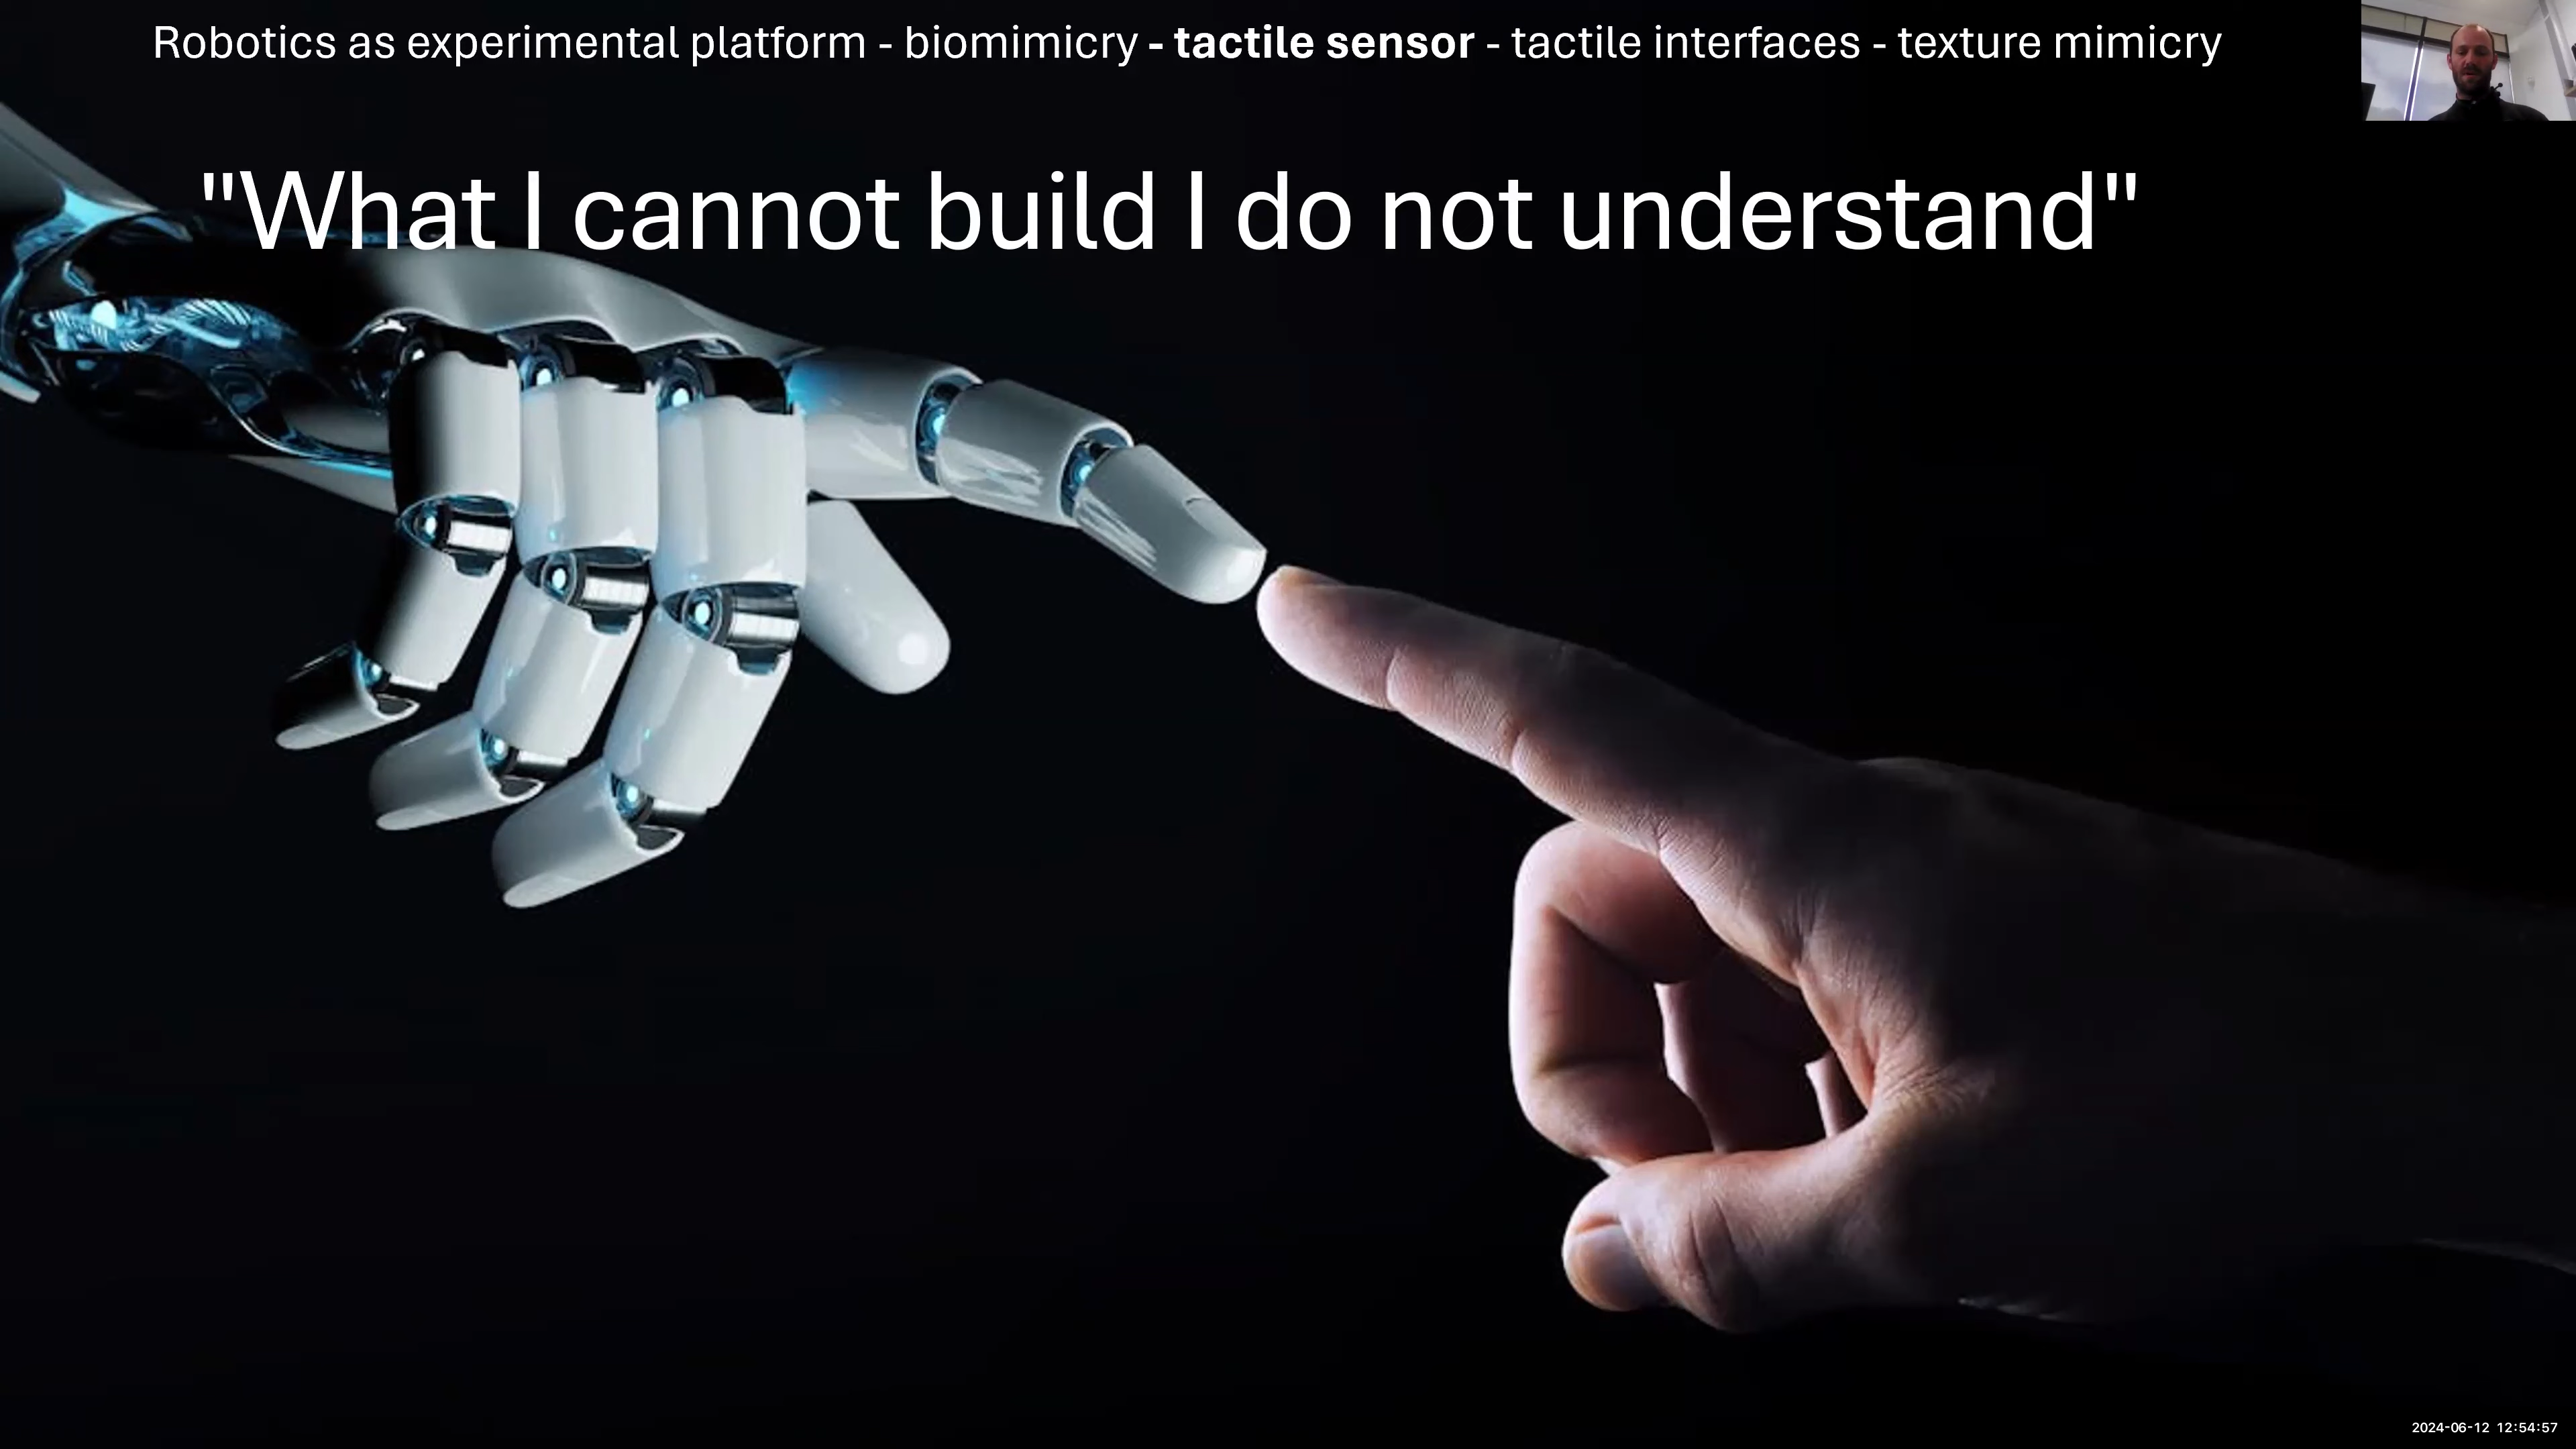 Robotics as experimental platform - biomimicry - tactile sensor - tactile interfaces - texture mimicry
"What I cannot build I do not understand"
2024-06-12 12:54:57